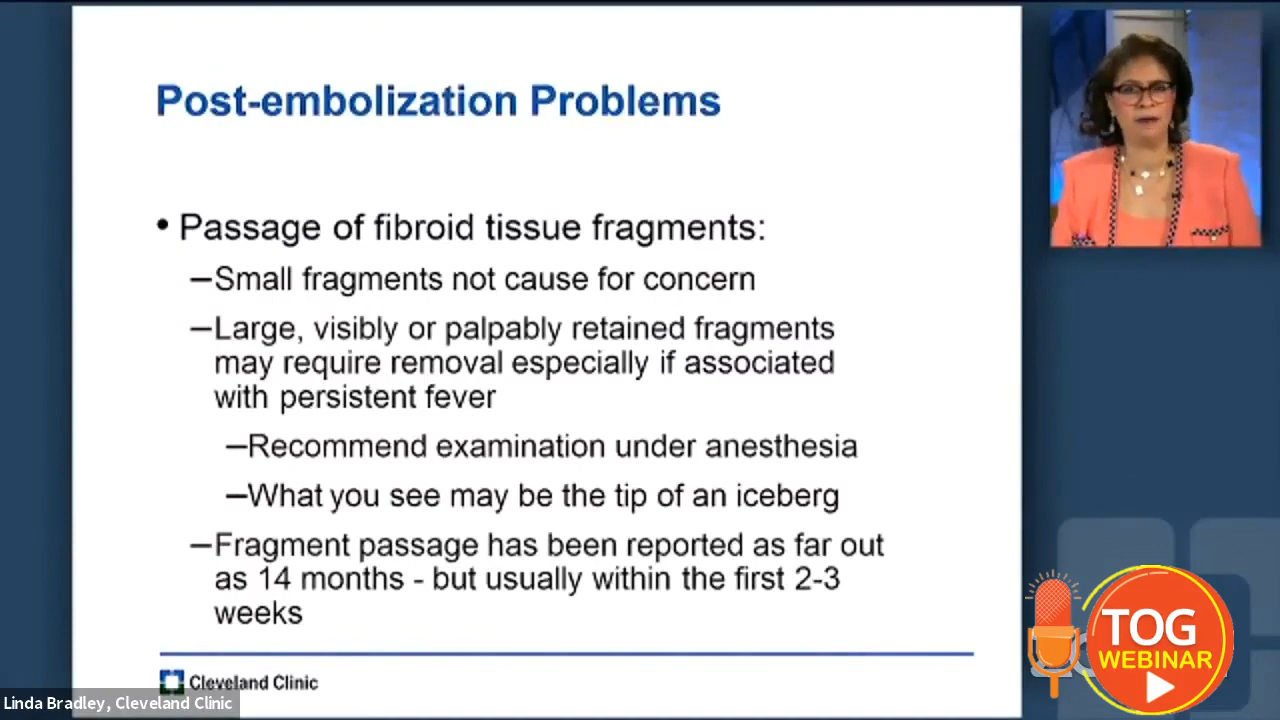 Post-embolization Problems
• Passage of fibroid tissue fragments:
–Small fragments not cause for concern
–Large, visibly or palpably retained fragments
may require removal especially if associated
with persistent fever
–Recommend examination under anesthesia
–What you see may be the tip of an iceberg
–Fragment passage has been reported as far out
as 14 months - but usually within the first 2-3
weeks
Cleveland Clinic
Linda Bradley, Cleveland Clinic
TOG
WEBINAR